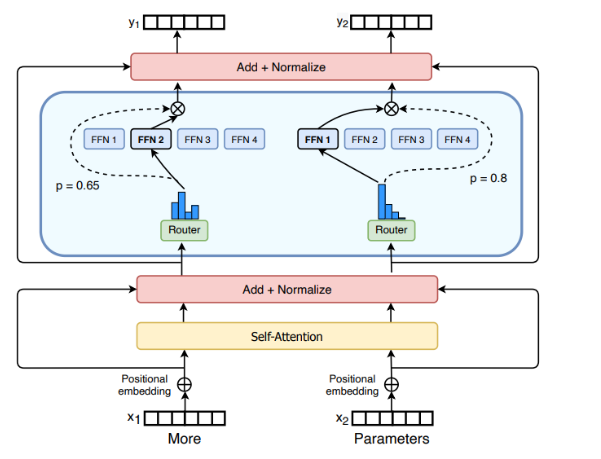 y1
y2
Add + Normalize
FFN 1
FFN 2
FFN 3
FFN 4
FFN 1
FFN 2
FFN 3
FFN 4
p = 0.65
p = 0.8
Router
Router
Add + Normalize
Self-Attention
Positional
embedding
Positional
embedding
x1
x2
More
Parameters